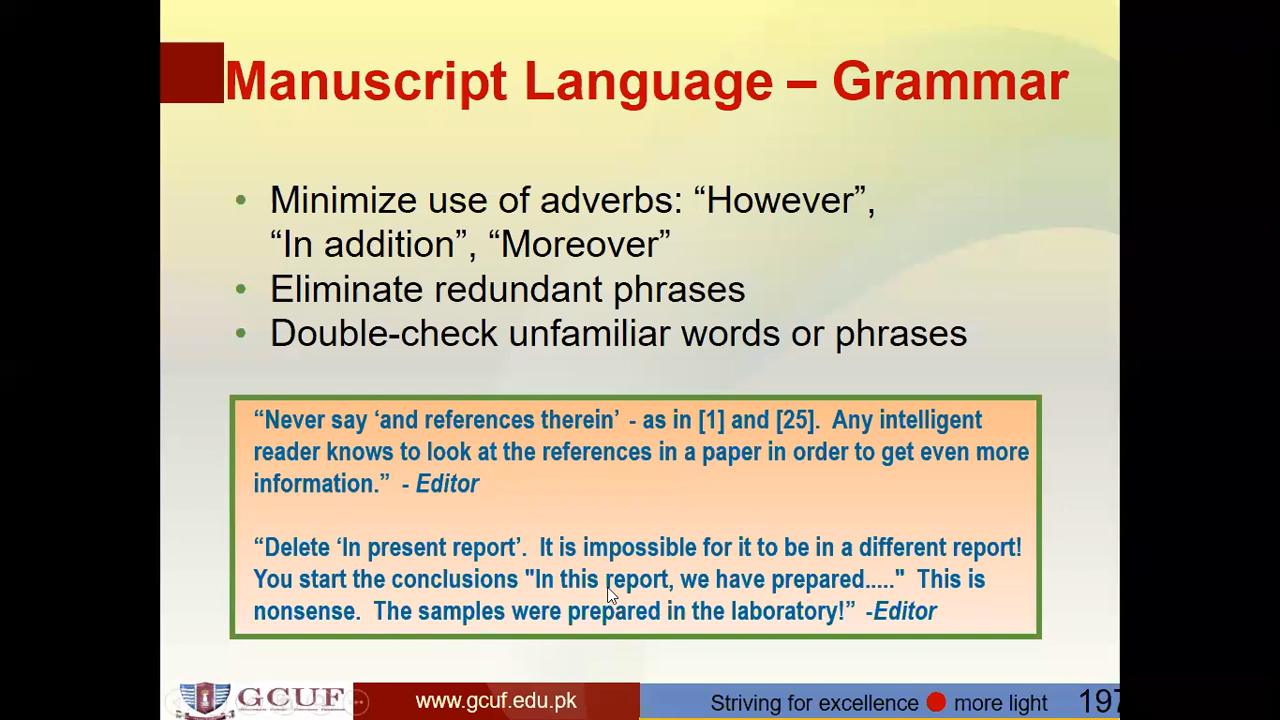 Manuscript Language – Grammar
• Minimize use of adverbs: “However”,
“In addition”, “Moreover”
• Eliminate redundant phrases
• Double-check unfamiliar words or phrases
“Never say ‘and references therein’ - as in [1] and [25].  Any intelligent
reader knows to look at the references in a paper in order to get even more
information.”  - Editor
“Delete ‘In present report’.  It is impossible for it to be in a different report!
You start the conclusions "In this report, we have prepared....."  This is
nonsense.  The samples were prepared in the laboratory!”  -Editor
GCUF
www.gcuf.edu.pk
Striving for excellence
more light
197